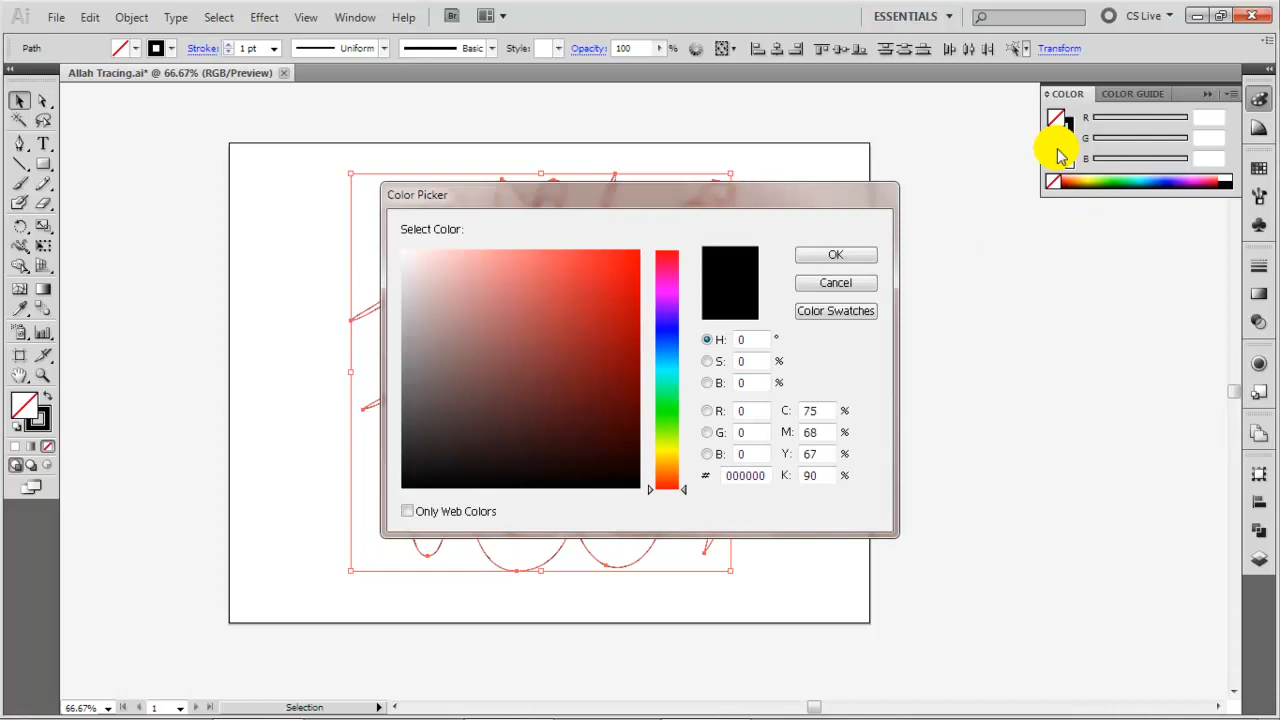 Ai File Edit Object Type Select Effect View Window Help Br ESSENTIALS CS Live
Path Stroke: 1 pt Uniform Basic Style: Opacity: 100 % Transform
Allah Tracing.ai* @ 66.67% (RGB/Preview)
COLOR COLOR GUIDE
R
G
B
Color Picker
Select Color:
OK
Cancel
Color Swatches
H: 0 °
S: 0 %
B: 0 %
R: 0 C: 75 %
G: 0 M: 68 %
B: 0 Y: 67 %
# 000000 K: 90 %
Only Web Colors
T
66.67% 1 Selection